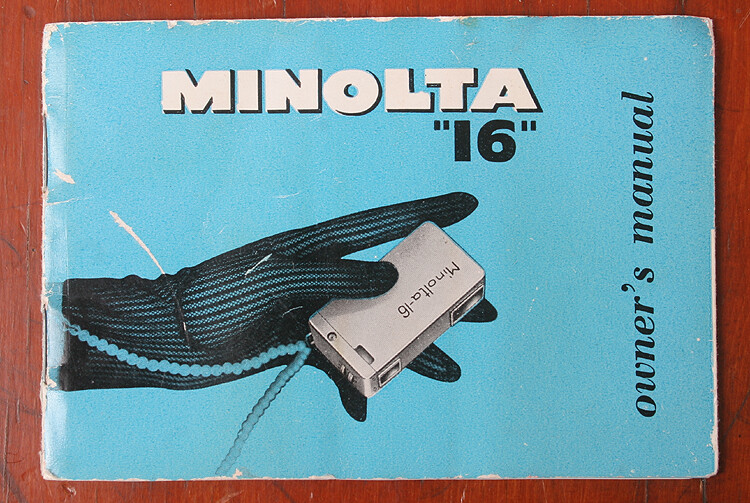 MINOLTA
"16"
owner's manual
Minolta-16